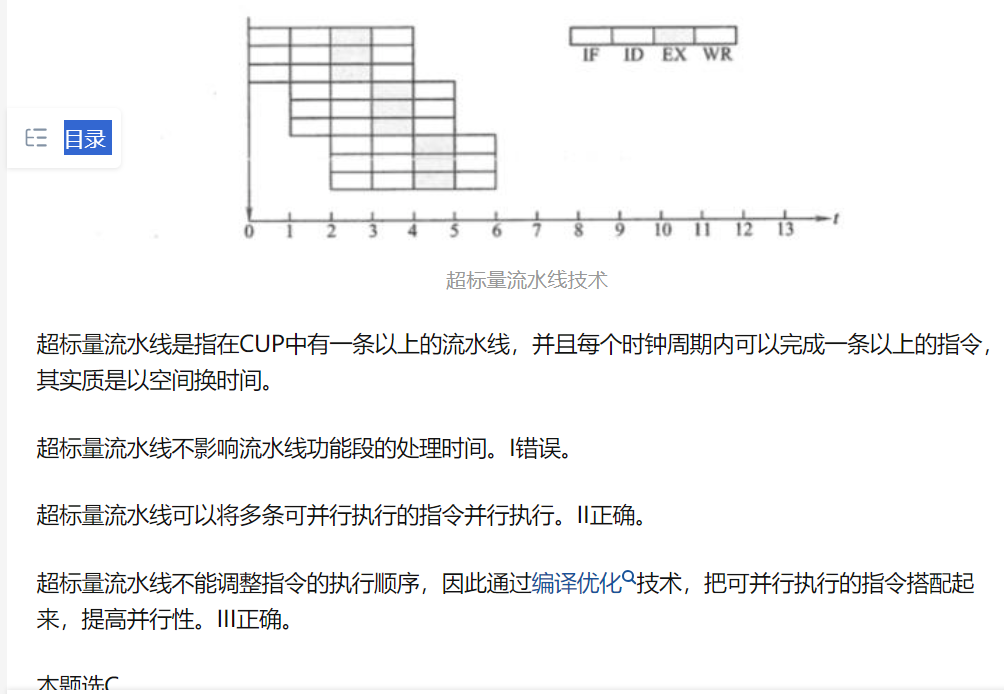 IF ID EX WR
目录
0 1 2 3 4 5 6 7 8 9 10 11 12 13 t
超标量流水线技术
超标量流水线是指在CUP中有一条以上的流水线，并且每个时钟周期内可以完成一条以上的指令，
其实质是以空间换时间。
超标量流水线不影响流水线功能段的处理时间。I错误。
超标量流水线可以将多条可并行执行的指令并行执行。II正确。
超标量流水线不能调整指令的执行顺序，因此通过编译优化技术，把可并行执行的指令搭配起
来，提高并行性。III正确。
本题选C